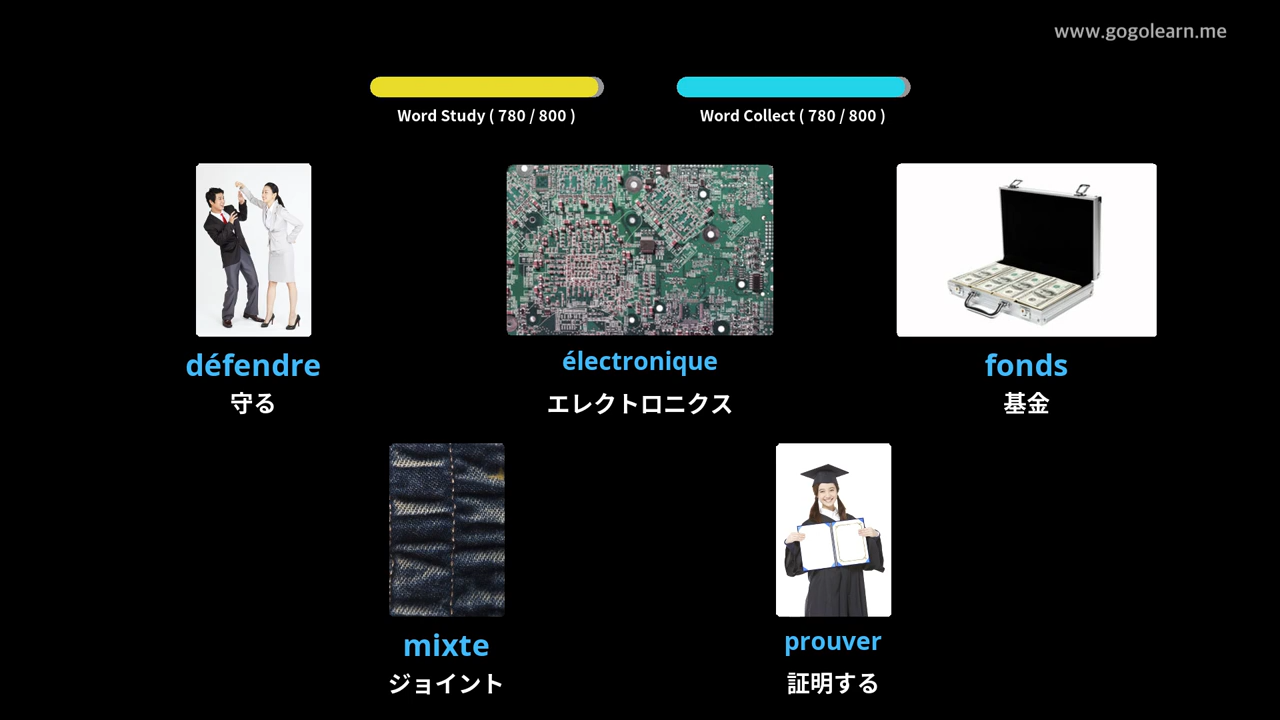 www.gogolearn.me
Word Study ( 780 / 800 )
Word Collect ( 780 / 800 )
défendre
守る
électronique
エレクトロニクス
fonds
基金
mixte
ジョイント
prouver
証明する